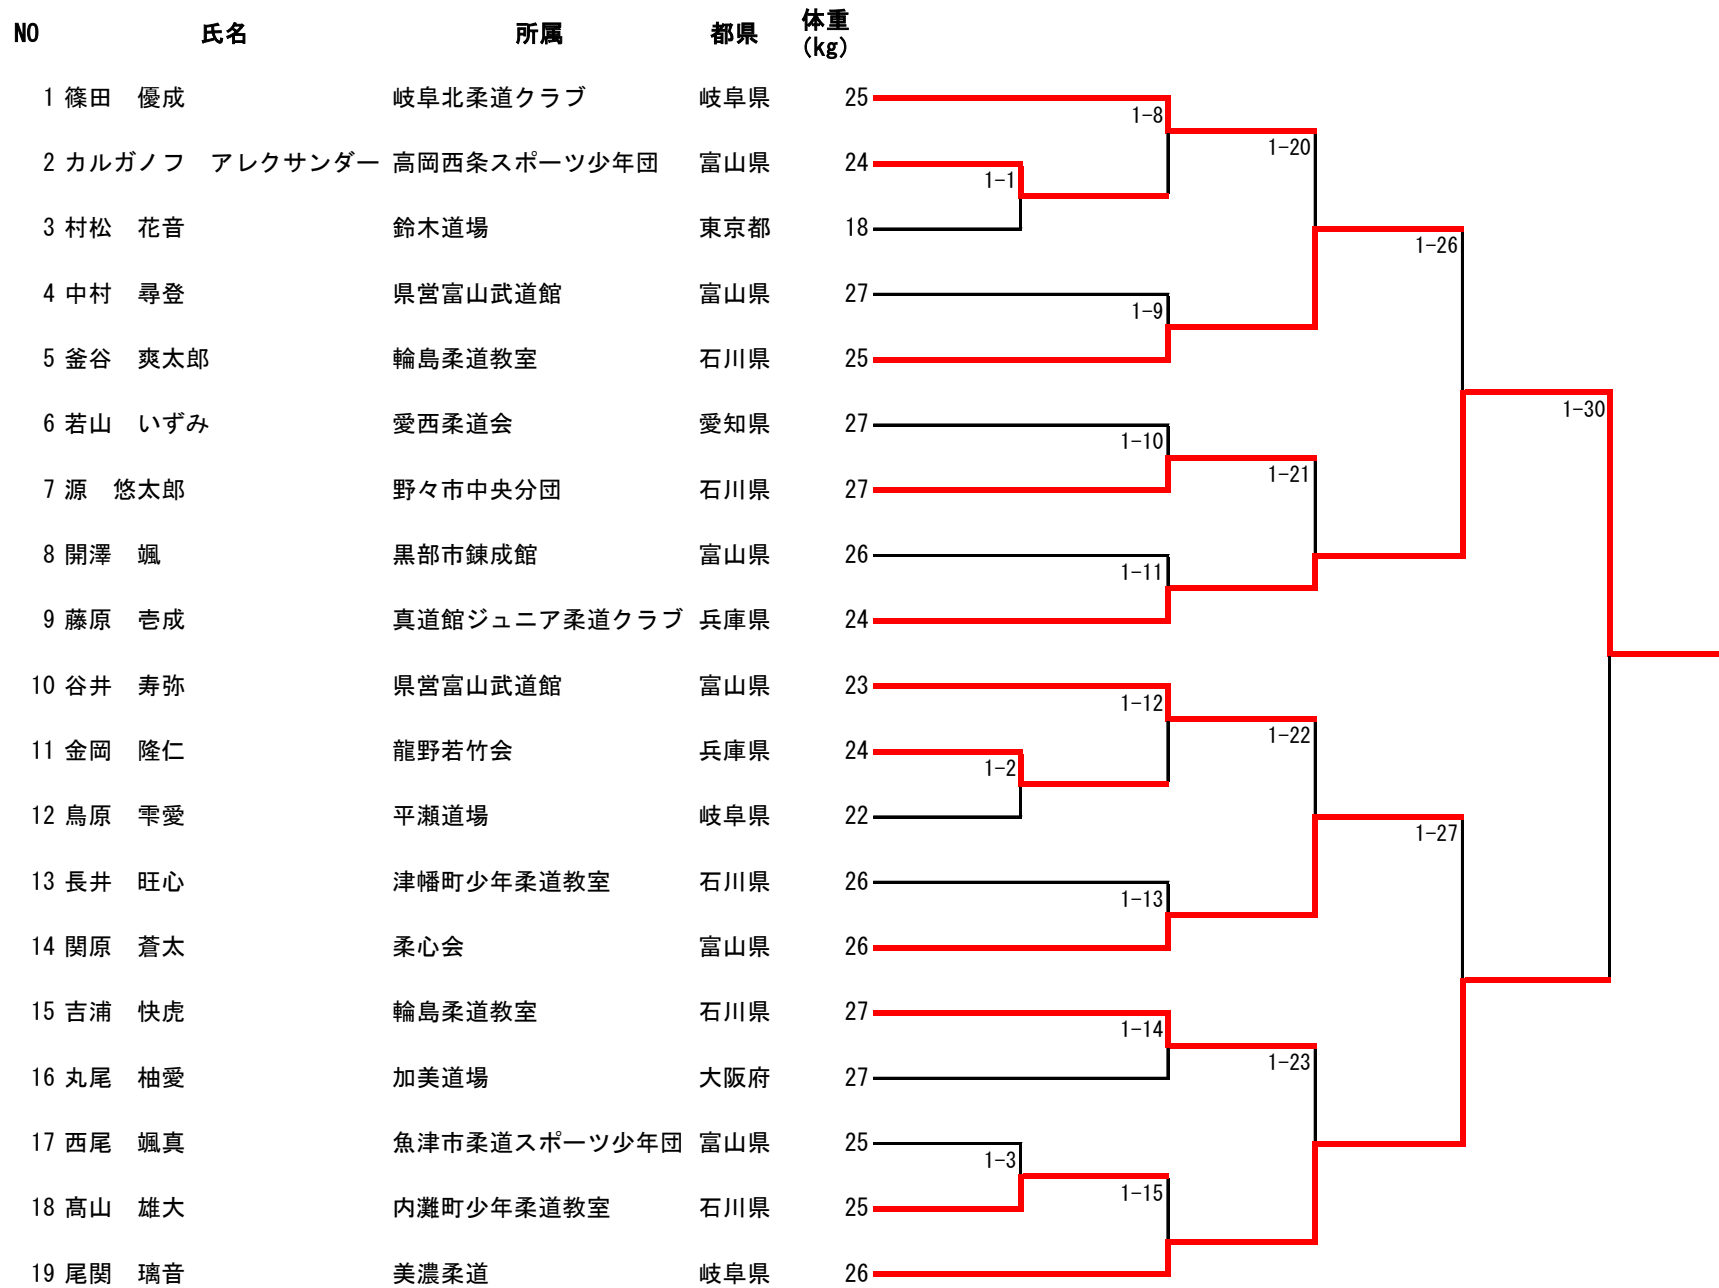 NO 氏名 所属 都県 体重(kg)
1 篠田 優成 岐阜北柔道クラブ 岐阜県 25
1-8
1-20
2 カルガノフ アレクサンダー 高岡西条スポーツ少年団 富山県 24
1-1
3 村松 花音 鈴木道場 東京都 18
1-26
4 中村 尋登 県営富山武道館 富山県 27
1-9
5 釜谷 爽太郎 輪島柔道教室 石川県 25
1-30
6 若山 いずみ 愛西柔道会 愛知県 27
1-10
1-21
7 源 悠太郎 野々市中央分団 石川県 27
8 開澤 颯 黒部市錬成館 富山県 26
1-11
9 藤原 壱成 真道館ジュニア柔道クラブ 兵庫県 24
10 谷井 寿弥 県営富山武道館 富山県 23
1-12
1-22
11 金岡 隆仁 龍野若竹会 兵庫県 24
1-2
12 鳥原 雫愛 平瀬道場 岐阜県 22
1-27
13 長井 旺心 津幡町少年柔道教室 石川県 26
1-13
14 関原 蒼太 柔心会 富山県 26
15 吉浦 快虎 輪島柔道教室 石川県 27
1-14
1-23
16 丸尾 柚愛 加美道場 大阪府 27
17 西尾 颯真 魚津市柔道スポーツ少年団 富山県 25
1-3
1-15
18 髙山 雄大 内灘町少年柔道教室 石川県 25
19 尾関 璃音 美濃柔道 岐阜県 26